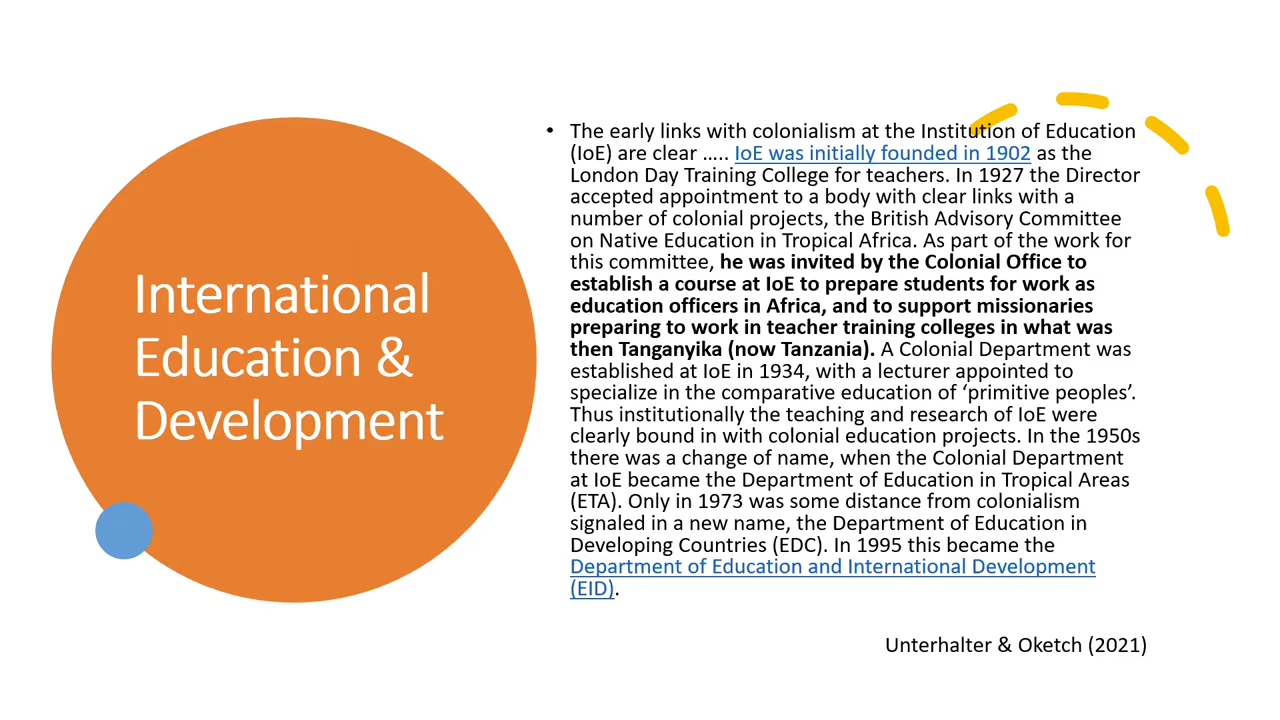 International
Education &
Development
• The early links with colonialism at the Institution of Education
(IoE) are clear ..... IoE was initially founded in 1902 as the
London Day Training College for teachers. In 1927 the Director
accepted appointment to a body with clear links with a
number of colonial projects, the British Advisory Committee
on Native Education in Tropical Africa. As part of the work for
this committee, he was invited by the Colonial Office to
establish a course at IoE to prepare students for work as
education officers in Africa, and to support missionaries
preparing to work in teacher training colleges in what was
then Tanganyika (now Tanzania). A Colonial Department was
established at IoE in 1934, with a lecturer appointed to
specialize in the comparative education of ‘primitive peoples’.
Thus institutionally the teaching and research of IoE were
clearly bound in with colonial education projects. In the 1950s
there was a change of name, when the Colonial Department
at IoE became the Department of Education in Tropical Areas
(ETA). Only in 1973 was some distance from colonialism
signaled in a new name, the Department of Education in
Developing Countries (EDC). In 1995 this became the
Department of Education and International Development
(EID).
Unterhalter & Oketch (2021)